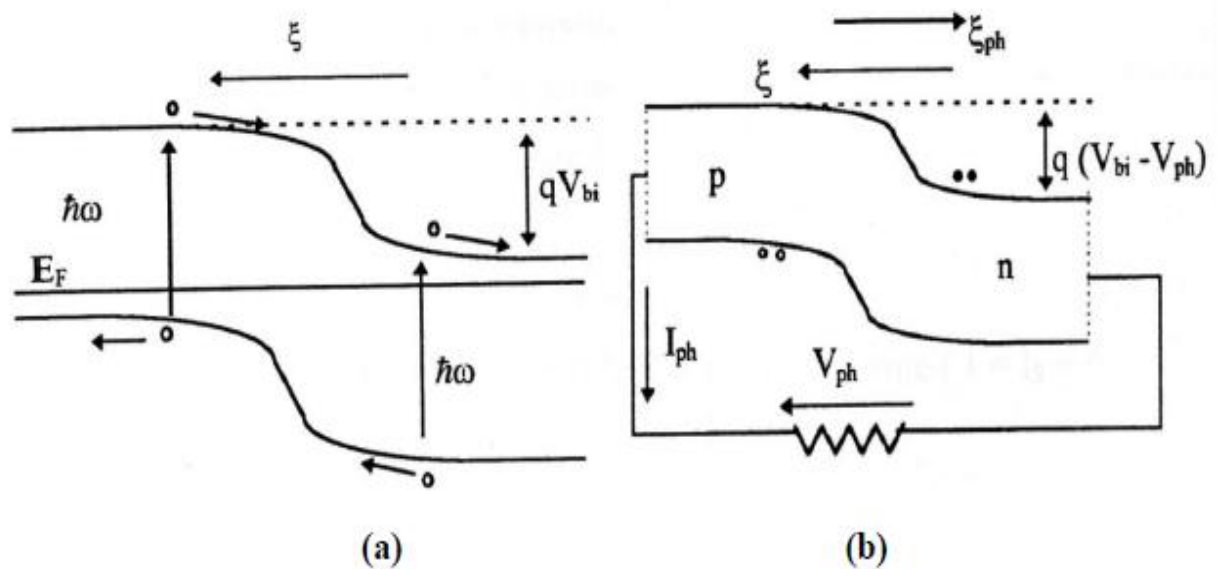 ξ
qV_bi
ħω
E_F
ħω
(a)
ξ_ph
ξ
q (V_bi - V_ph)
p
n
I_ph
V_ph
(b)